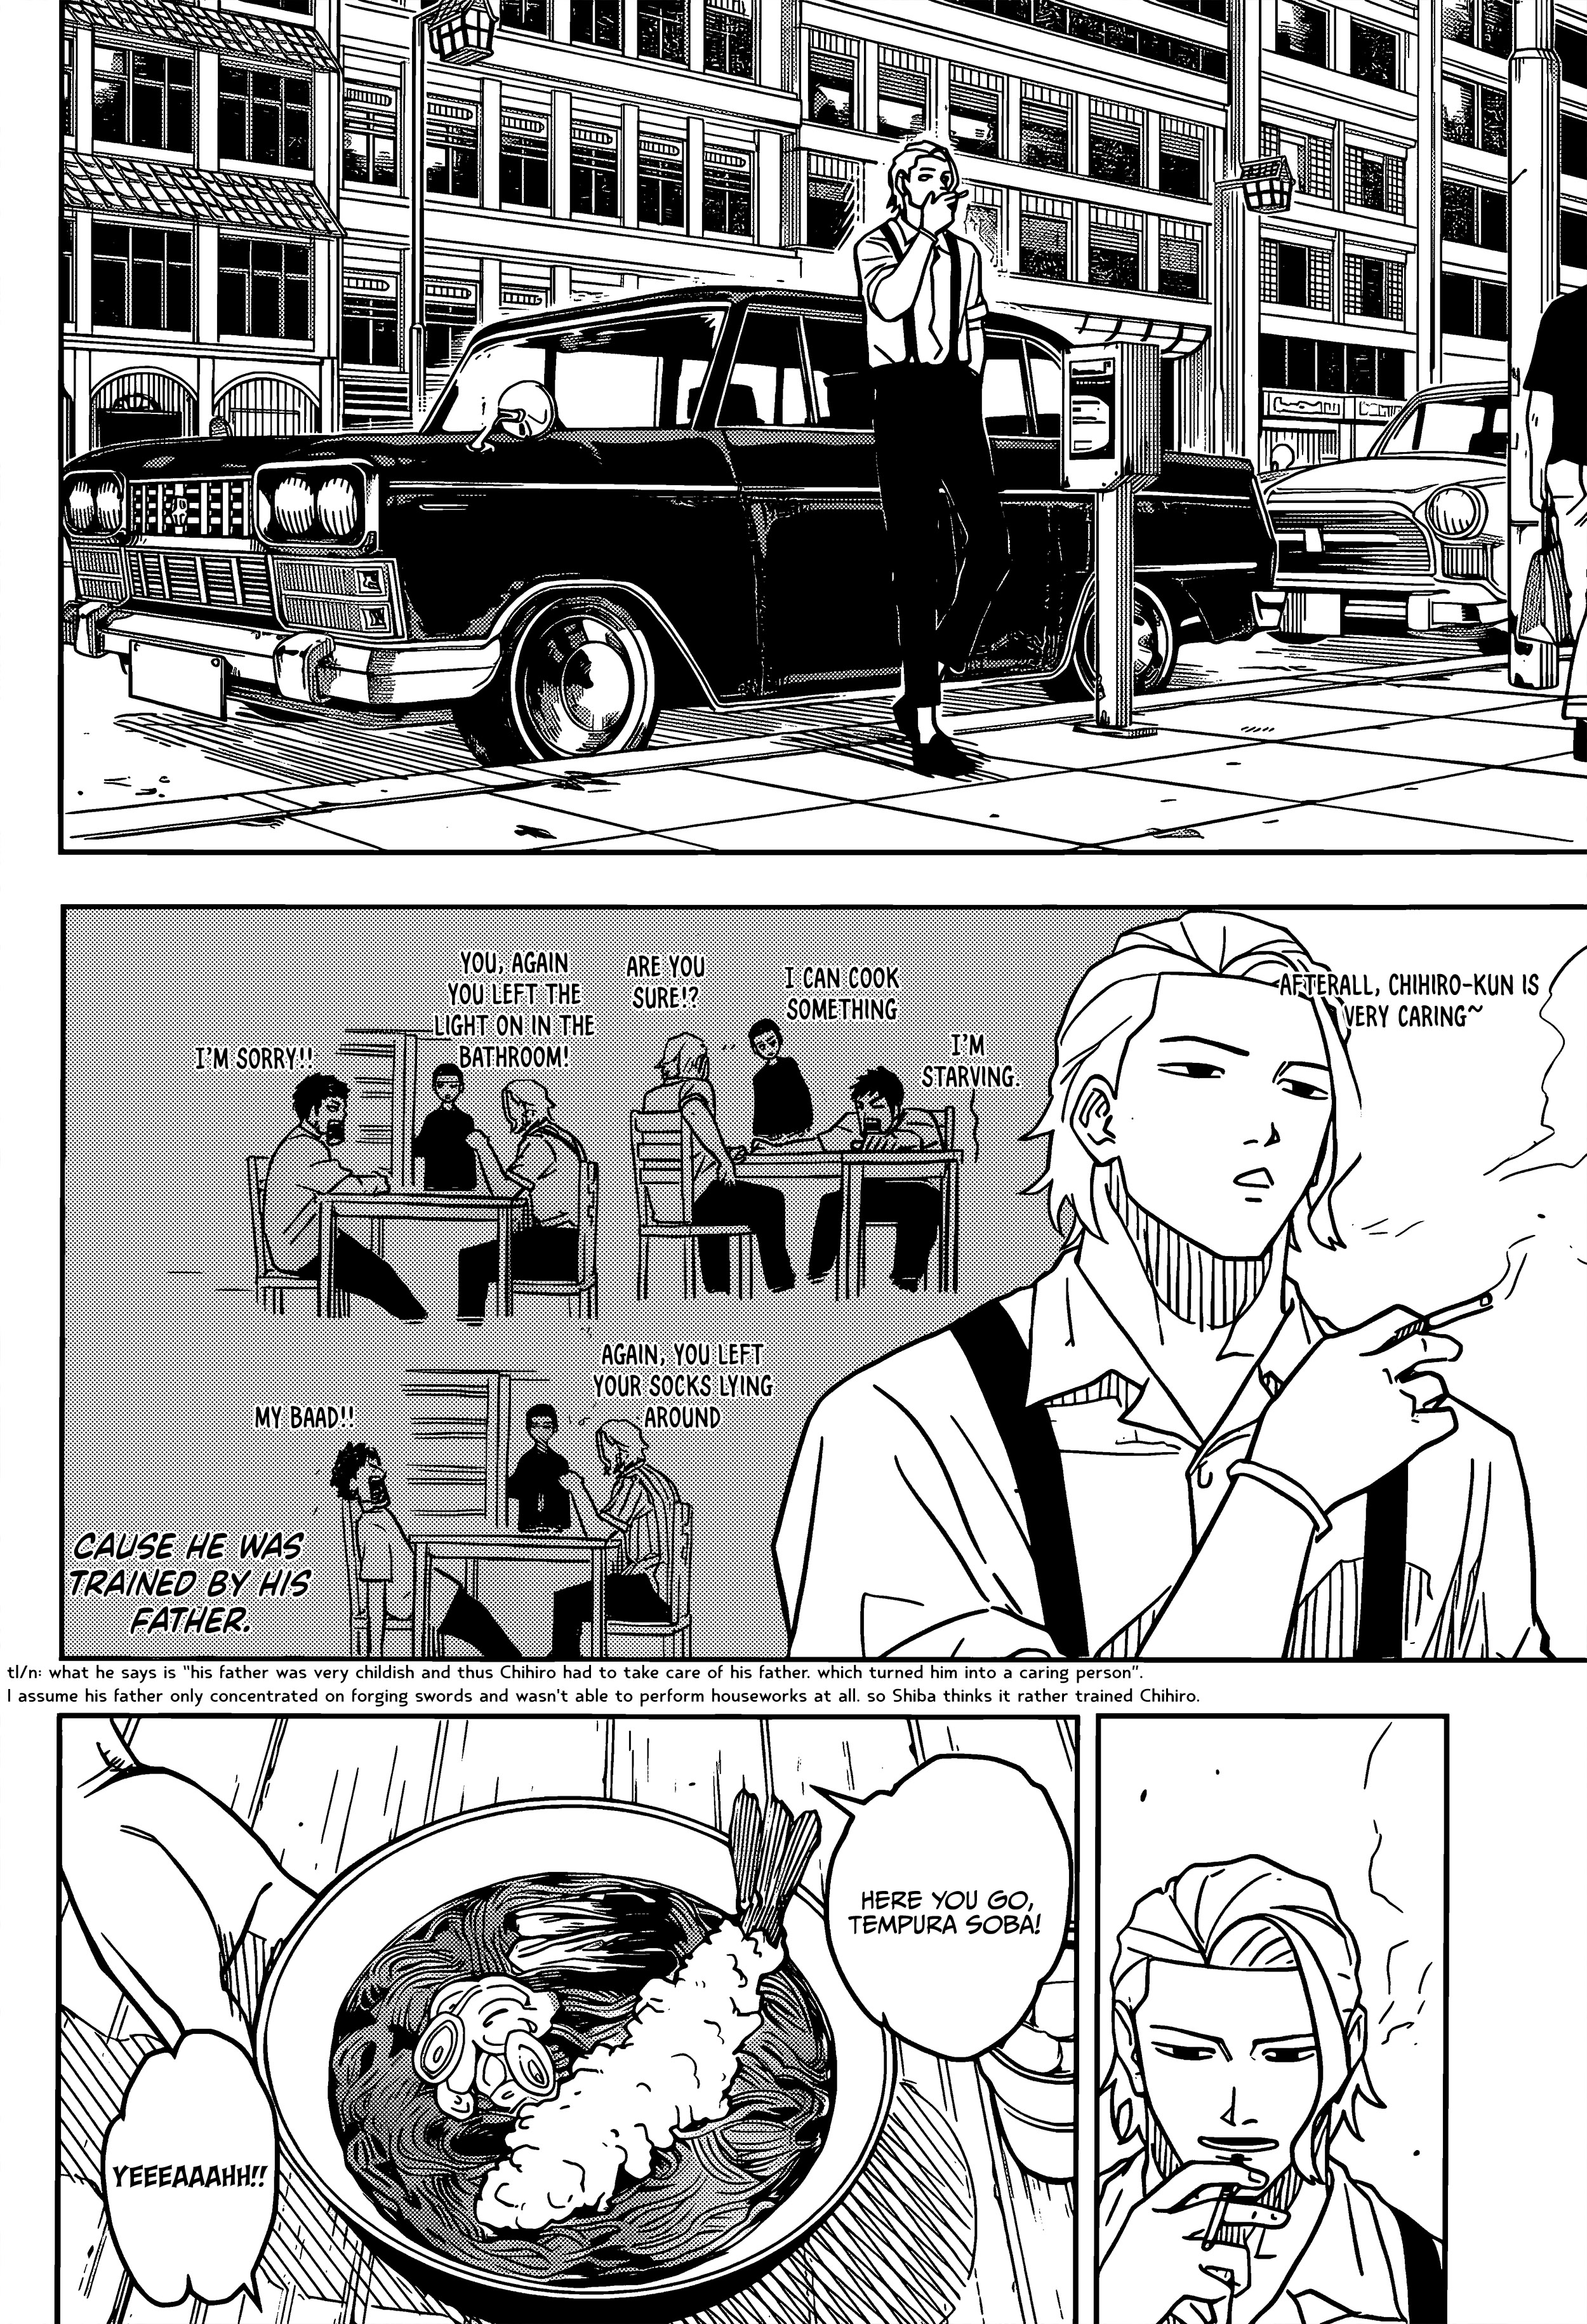 AFTERALL, CHIHIRO-KUN IS
VERY CARING~
I'M
STARVING.
I CAN COOK
SOMETHING
ARE YOU
SURE!?
YOU, AGAIN
YOU LEFT THE
LIGHT ON IN THE
BATHROOM!
I'M SORRY!!
AGAIN, YOU LEFT
YOUR SOCKS LYING
AROUND
MY BAAD!!
CAUSE HE WAS
TRAINED BY HIS
FATHER.
tl/n: what he says is "his father was very childish and thus Chihiro had to take care of his father. which turned him into a caring person".
I assume his father only concentrated on forging swords and wasn't able to perform houseworks at all. so Shiba thinks it rather trained Chihiro.
HERE YOU GO,
TEMPURA SOBA!
YEEEAAAHH!!